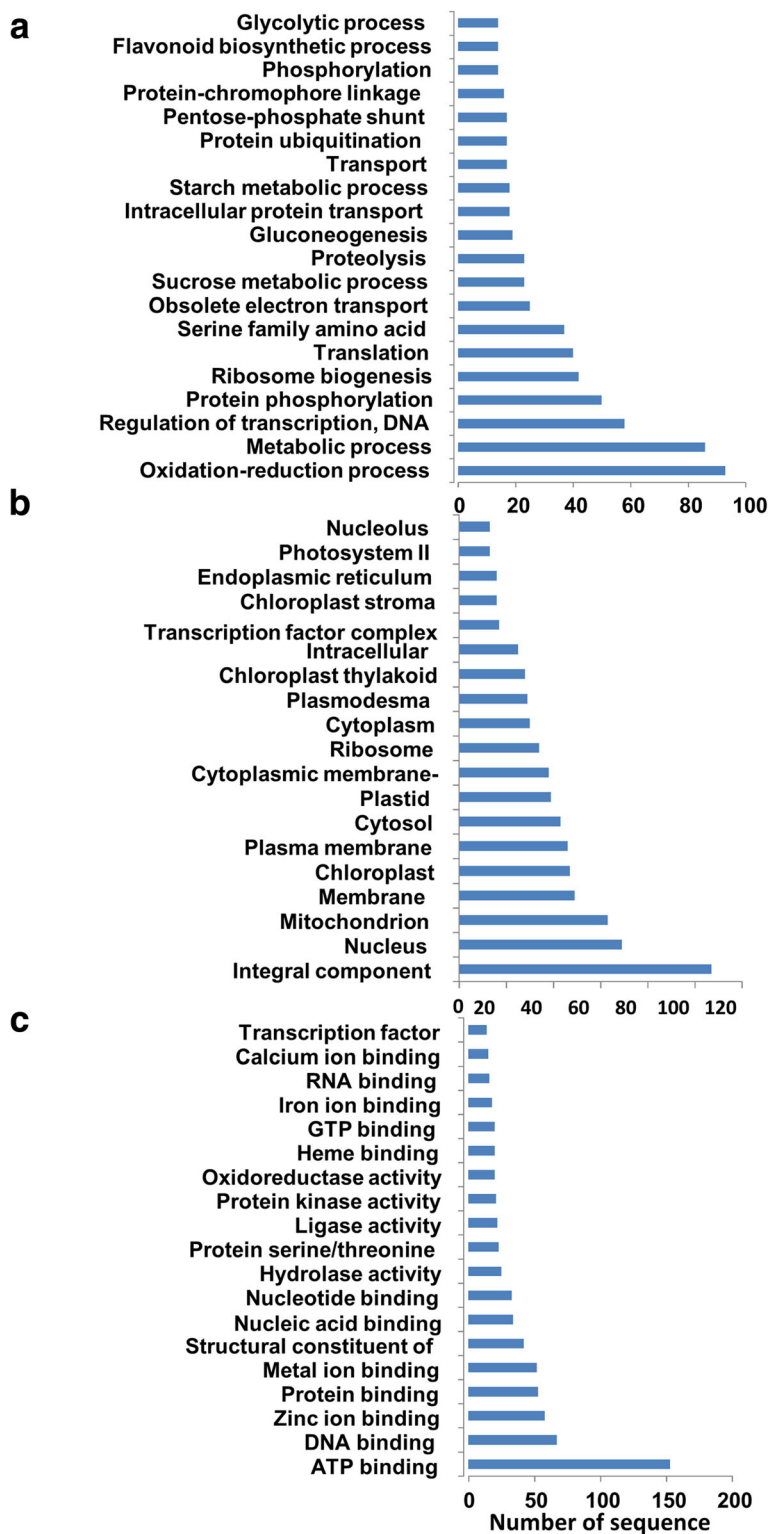 a
Glycolytic process
Flavonoid biosynthetic process
Phosphorylation
Protein-chromophore linkage
Pentose-phosphate shunt
Protein ubiquitination
Transport
Starch metabolic process
Intracellular protein transport
Gluconeogenesis
Proteolysis
Sucrose metabolic process
Obsolete electron transport
Serine family amino acid
Translation
Ribosome biogenesis
Protein phosphorylation
Regulation of transcription, DNA
Metabolic process
Oxidation-reduction process
0 20 40 60 80 100
b
Nucleolus
Photosystem II
Endoplasmic reticulum
Chloroplast stroma
Transcription factor complex
Intracellular
Chloroplast thylakoid
Plasmodesma
Cytoplasm
Ribosome
Cytoplasmic membrane-
Plastid
Cytosol
Plasma membrane
Chloroplast
Membrane
Mitochondrion
Nucleus
Integral component
0 20 40 60 80 100 120
c
Transcription factor
Calcium ion binding
RNA binding
Iron ion binding
GTP binding
Heme binding
Oxidoreductase activity
Protein kinase activity
Ligase activity
Protein serine/threonine
Hydrolase activity
Nucleotide binding
Nucleic acid binding
Structural constituent of
Metal ion binding
Protein binding
Zinc ion binding
DNA binding
ATP binding
0 50 100 150 200
Number of sequence